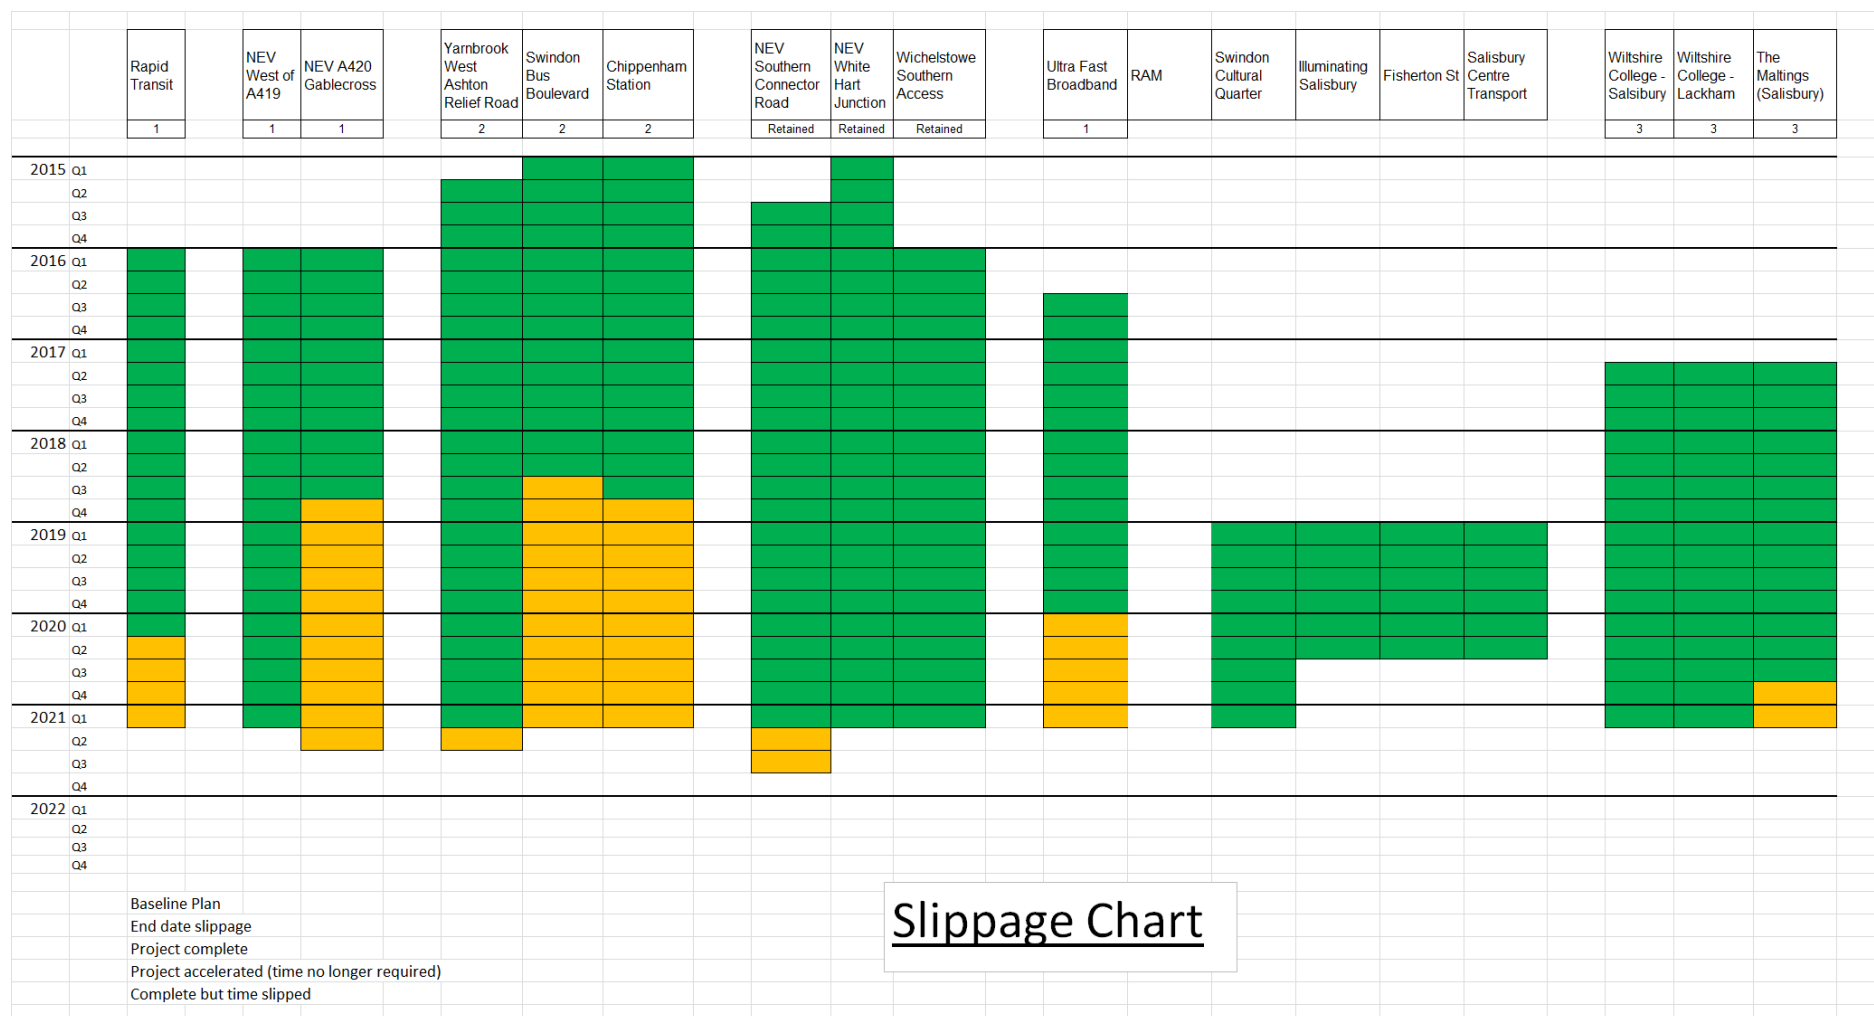 Rapid
Transit
NEV
West of
A419
NEV A420
Gablecross
Yarnbrook
West
Ashton
Relief Road
Swindon
Bus
Boulevard
Chippenham
Station
NEV
Southern
Connector
Road
NEV
White
Hart
Junction
Wichelstowe
Southern
Access
Ultra Fast
Broadband
RAM
Swindon
Cultural
Quarter
Illuminating
Salisbury
Fisherton St
Salisbury
Centre
Transport
Wiltshire
College -
Salsibury
Wiltshire
College -
Lackham
The
Maltings
(Salisbury)
1 1 1 2 2 2 Retained Retained Retained 1 3 3 3
2015 Q1
Q2
Q3
Q4
2016 Q1
Q2
Q3
Q4
2017 Q1
Q2
Q3
Q4
2018 Q1
Q2
Q3
Q4
2019 Q1
Q2
Q3
Q4
2020 Q1
Q2
Q3
Q4
2021 Q1
Q2
Q3
Q4
2022 Q1
Q2
Q3
Q4
Baseline Plan
End date slippage
Project complete
Project accelerated (time no longer required)
Complete but time slipped
Slippage Chart